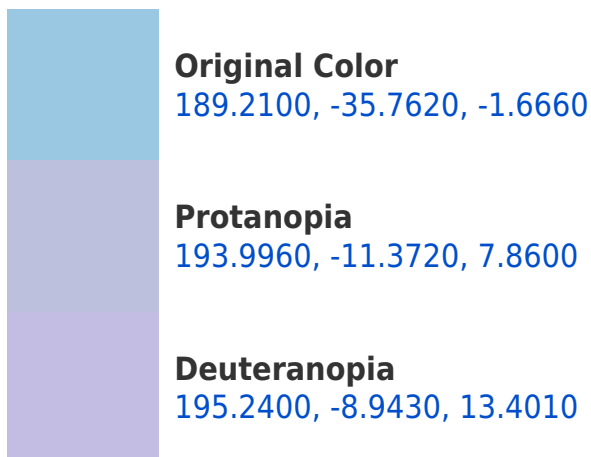 Original Color
189.2100, -35.7620, -1.6660
Protanopia
193.9960, -11.3720, 7.8600
Deuteranopia
195.2400, -8.9430, 13.4010